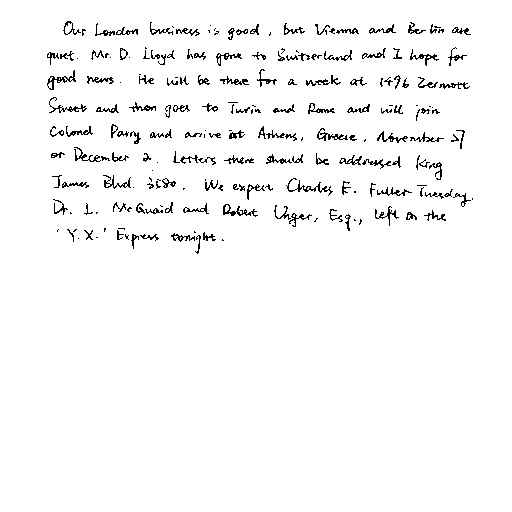 Our London business is good, but Vienna and Berlin are
quiet. Mr. D. Lloyd has gone to Switzerland and I hope for
good news. He will be there for a week at 1496 Zermott
Street and then goes to Turin and Rome and will join
Colonel Parry and arrive at Athens, Greece, November 27
or December 2. Letters there should be addressed King
James Blvd. 3580. We expect Charles E. Fuller Tuesday.
Dr. L. McQuaid and Robert Unger, Esq., left on the
'Y.X.' Express tonight.